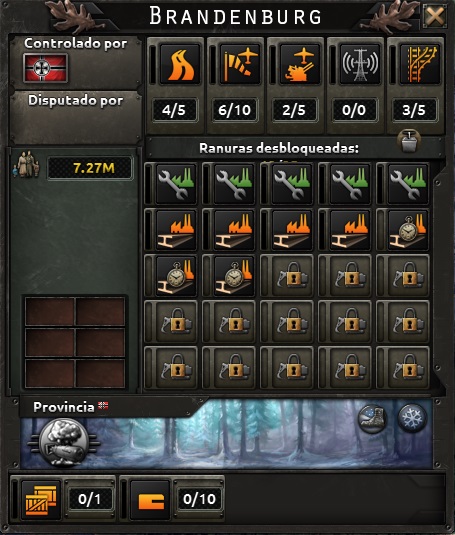 Brandenburg
Controlado por
Disputado por
4/5 6/10 2/5 0/0 3/5
Ranuras desbloqueadas:
7.27M
Provincia
0/1 0/10